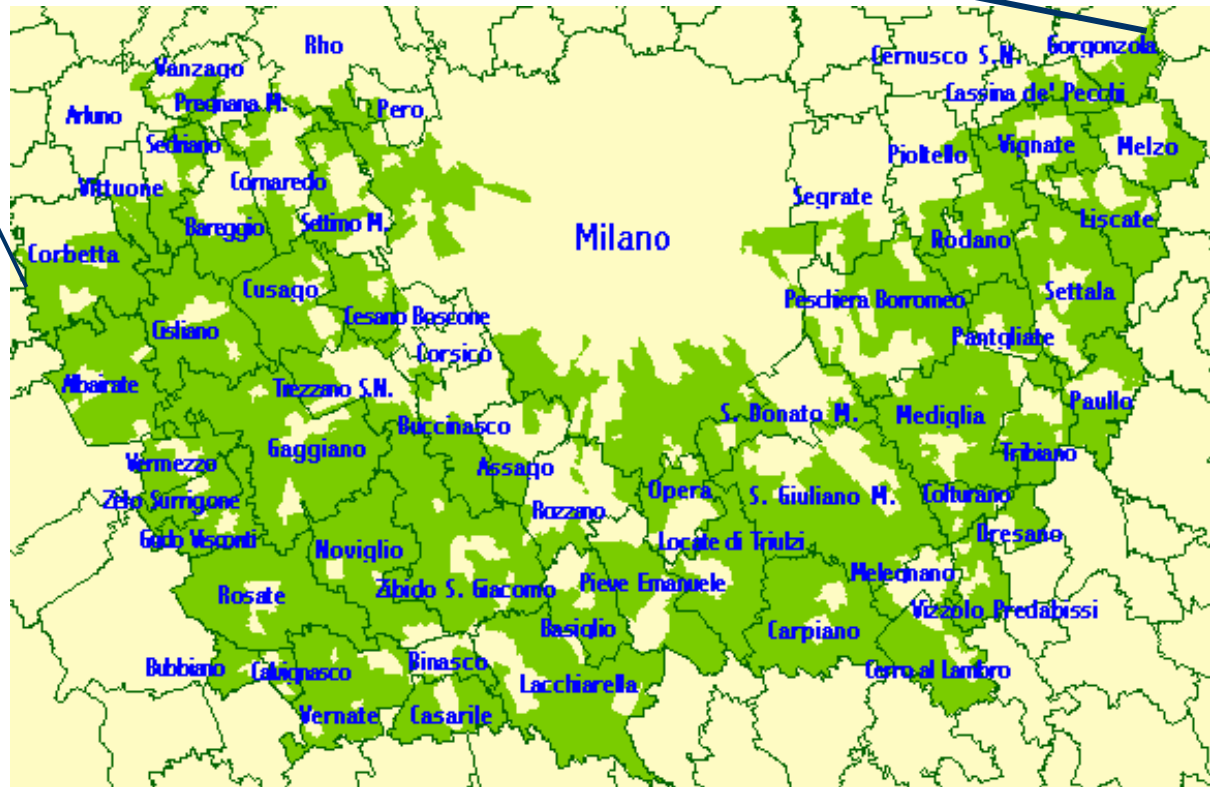 Rho
Gorgonzola
Cernusco S.N.
Vanzago
Cassina de' Pecchi
Pregnana M.
Pero
Arluno
Sedriano
Vignate
Melzo
Pioltello
Vittuone
Cornaredo
Segrate
Settimo M.
Liscate
Bareggio
Milano
Rodano
Corbetta
Cusago
Settala
Peschiera Borromeo
Cesano Boscone
Cisliano
Pantgliate
Corsico
Albairate
Trezzano S.N.
Paullo
S. Donato M.
Mediglia
Buccinasco
Gaggiano
Tribiano
Vermezzo
Assago
Opera
S. Giuliano M.
Colturano
Zelo Surrigone
Rozzano
Dresano
Gudo Visconti
Locate di Triulzi
Noviglio
Melegnano
Zibido S. Giacomo
Pieve Emanuele
Rosate
Vizzolo Predabissi
Basiglio
Carpiano
Binasco
Bubbiano
Calvignasco
Cerro al Lambro
Lacchiarella
Vernate
Casarile